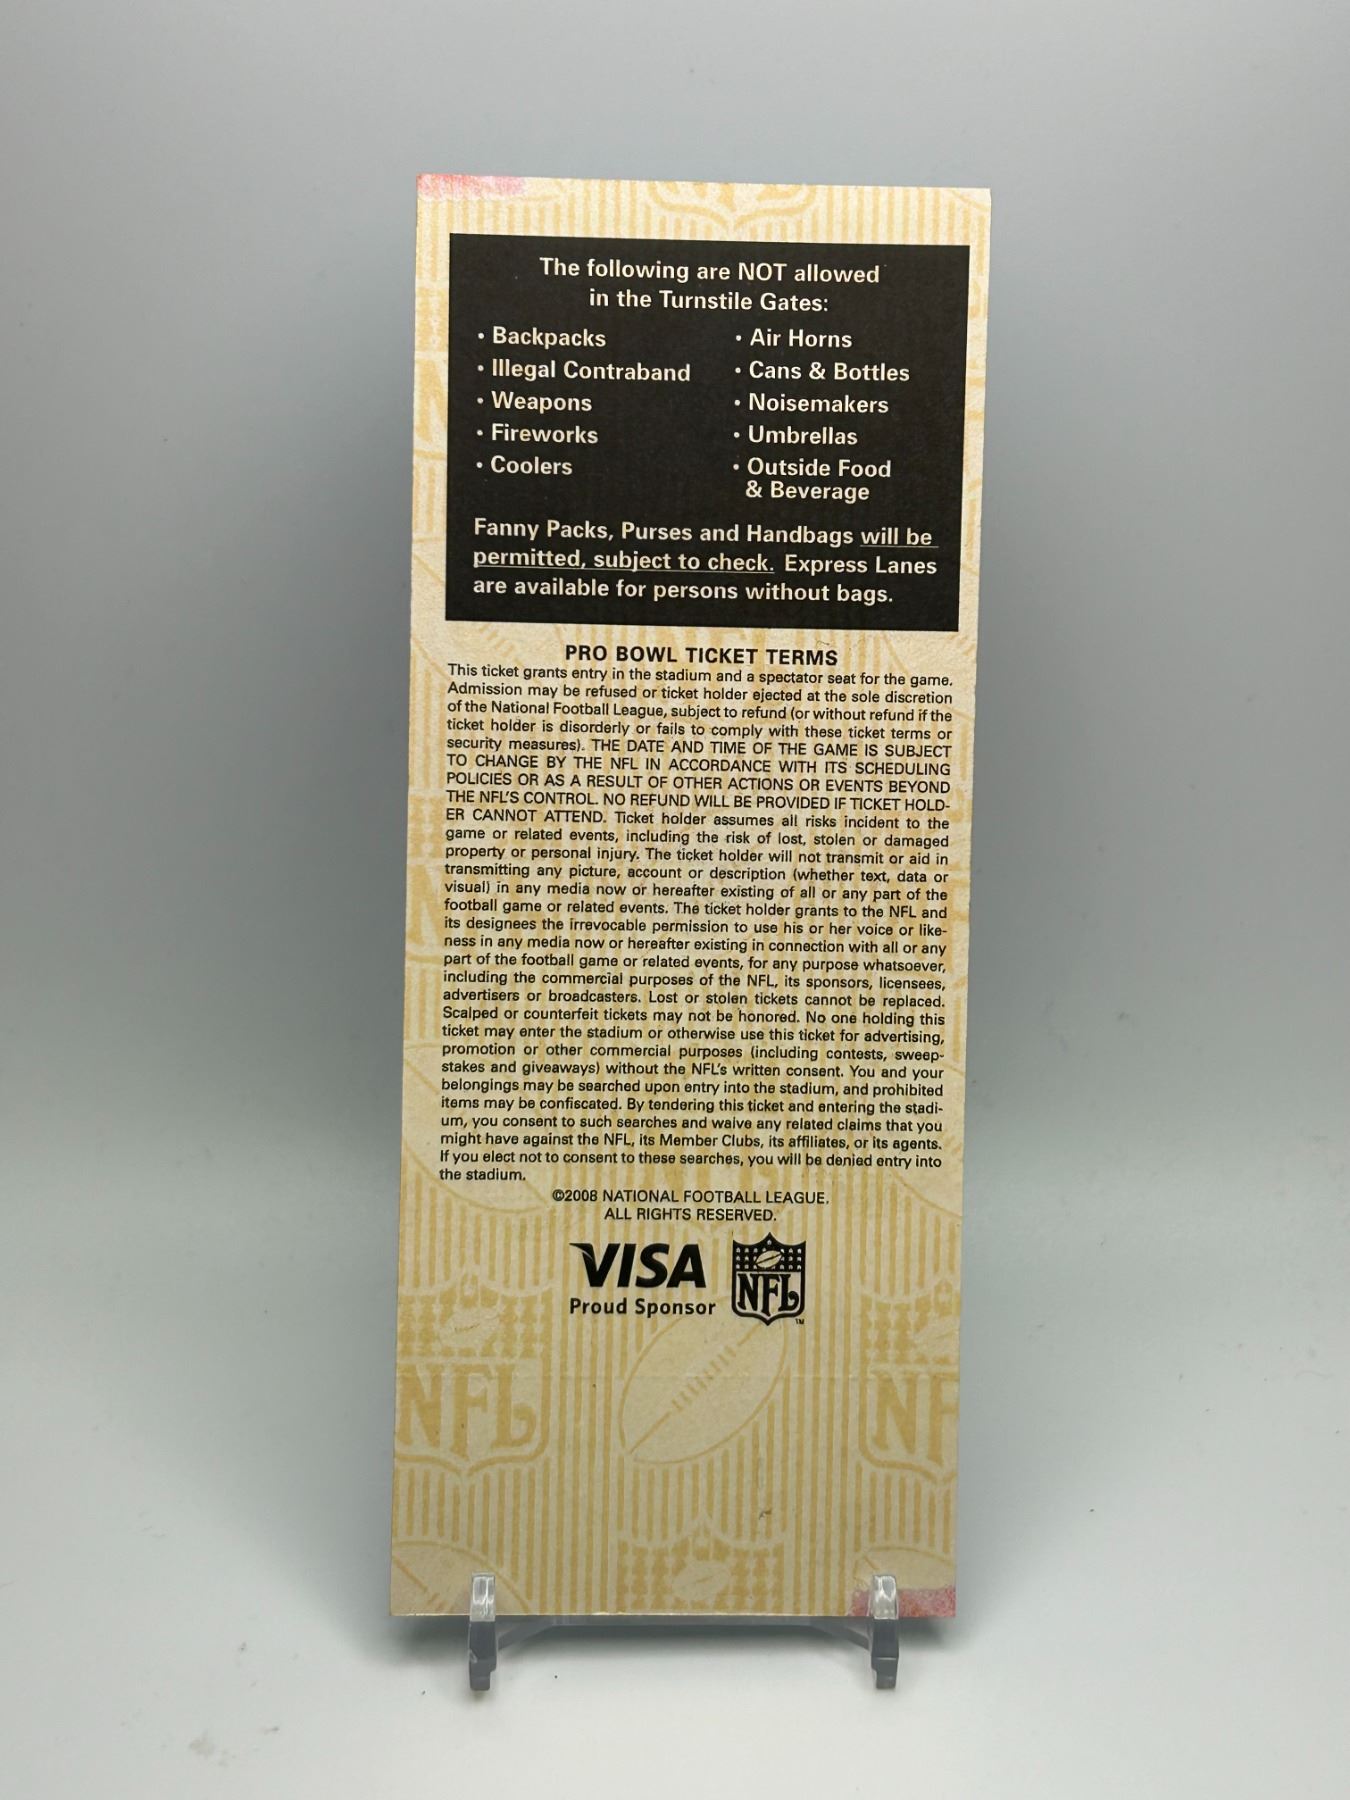 The following are NOT allowed
in the Turnstile Gates:
• Backpacks
• Illegal Contraband
• Weapons
• Fireworks
• Coolers
• Air Horns
• Cans & Bottles
• Noisemakers
• Umbrellas
• Outside Food
& Beverage
Fanny Packs, Purses and Handbags will be
permitted, subject to check. Express Lanes
are available for persons without bags.
PRO BOWL TICKET TERMS
This ticket grants entry in the stadium and a spectator seat for the game.
Admission may be refused or ticket holder ejected at the sole discretion
of the National Football League, subject to refund (or without refund if the
ticket holder is disorderly or fails to comply with these ticket terms or
security measures). THE DATE AND TIME OF THE GAME IS SUBJECT
TO CHANGE BY THE NFL IN ACCORDANCE WITH ITS SCHEDULING
POLICIES OR AS A RESULT OF OTHER ACTIONS OR EVENTS BEYOND
THE NFL'S CONTROL. NO REFUND WILL BE PROVIDED IF TICKET HOLD-
ER CANNOT ATTEND. Ticket holder assumes all risks incident to the
game or related events, including the risk of lost, stolen or damaged
property or personal injury. The ticket holder will not transmit or aid in
transmitting any picture, account or description (whether text, data or
visual) in any media now or hereafter existing of all or any part of the
football game or related events. The ticket holder grants to the NFL and
its designees the irrevocable permission to use his or her voice or like-
ness in any media now or hereafter existing in connection with all or any
part of the football game or related events, for any purpose whatsoever,
including the commercial purposes of the NFL, its sponsors, licensees,
advertisers or broadcasters. Lost or stolen tickets cannot be replaced.
Scalped or counterfeit tickets may not be honored. No one holding this
ticket may enter the stadium or otherwise use this ticket for advertising,
promotion or other commercial purposes (including contests, sweep-
stakes and giveaways) without the NFL's written consent. You and your
belongings may be searched upon entry into the stadium, and prohibited
items may be confiscated. By tendering this ticket and entering the stadi-
um, you consent to such searches and waive any related claims that you
might have against the NFL, its Member Clubs, its affiliates, or its agents.
If you elect not to consent to these searches, you will be denied entry into
the stadium.
©2008 NATIONAL FOOTBALL LEAGUE.
ALL RIGHTS RESERVED.
VISA
Proud Sponsor
NFL
TM
NFL
NF